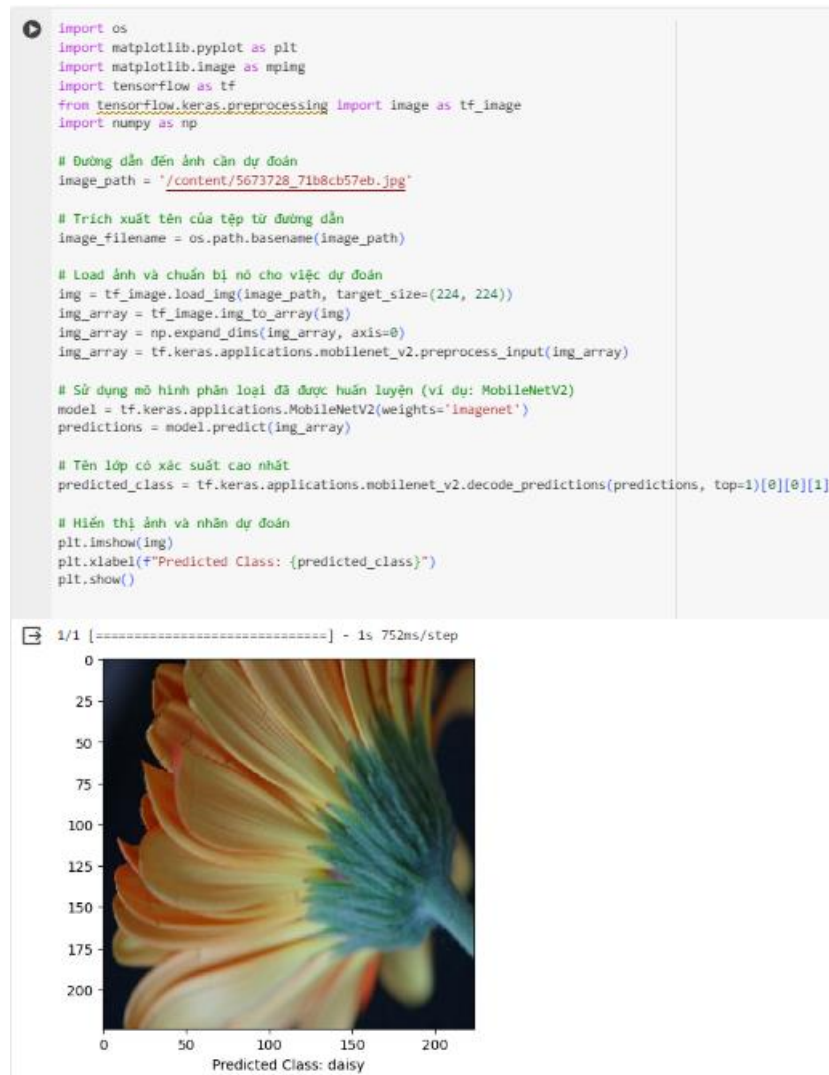 import os
import matplotlib.pyplot as plt
import matplotlib.image as mpimg
import tensorflow as tf
from tensorflow.keras.preprocessing import image as tf_image
import numpy as np
# Đường dẫn đến ảnh cần dự đoán
image_path = '/content/5673728_71b8cb57eb.jpg'
# Trích xuất tên của tệp từ đường dẫn
image_filename = os.path.basename(image_path)
# Load ảnh và chuẩn bị nó cho việc dự đoán
img = tf_image.load_img(image_path, target_size=(224, 224))
img_array = tf_image.img_to_array(img)
img_array = np.expand_dims(img_array, axis=0)
img_array = tf.keras.applications.mobilenet_v2.preprocess_input(img_array)
# Sử dụng mô hình phân loại đã được huấn luyện (ví dụ: MobileNetV2)
model = tf.keras.applications.MobileNetV2(weights='imagenet')
predictions = model.predict(img_array)
# Tên lớp có xác suất cao nhất
predicted_class = tf.keras.applications.mobilenet_v2.decode_predictions(predictions, top=1)[0][0][1]
# Hiển thị ảnh và nhãn dự đoán
plt.imshow(img)
plt.xlabel(f"Predicted Class: {predicted_class}")
plt.show()
1/1 [==============================] - 1s 752ms/step
0
25
50
75
100
125
150
175
200
0 50 100 150 200
Predicted Class: daisy